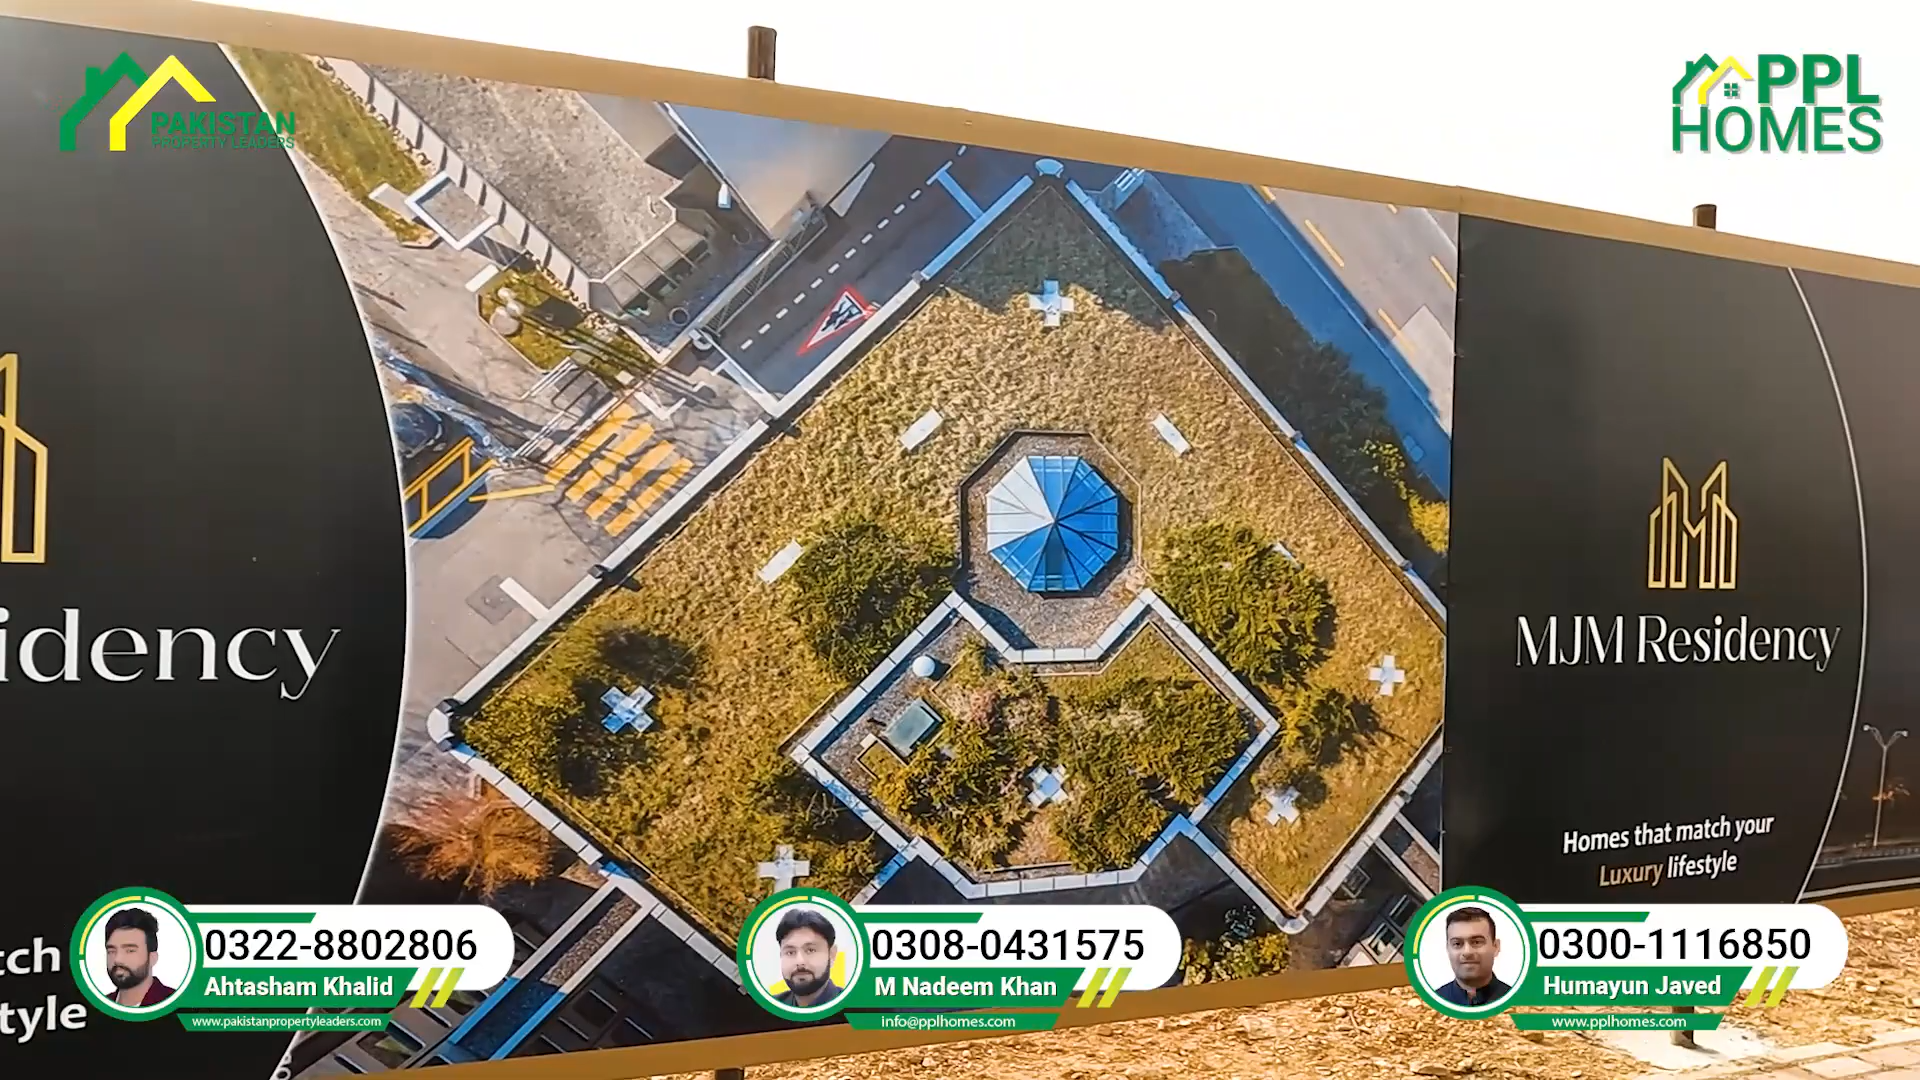 PAKISTAN
PROPERTY LEADERS
PPL
HOMES
idency
tch
tyle
MJM Residency
Homes that match your
Luxury lifestyle
0322-8802806
Ahtasham Khalid
www.pakistanpropertyleaders.com
0308-0431575
M Nadeem Khan
info@pplhomes.com
0300-1116850
Humayun Javed
www.pplhomes.com